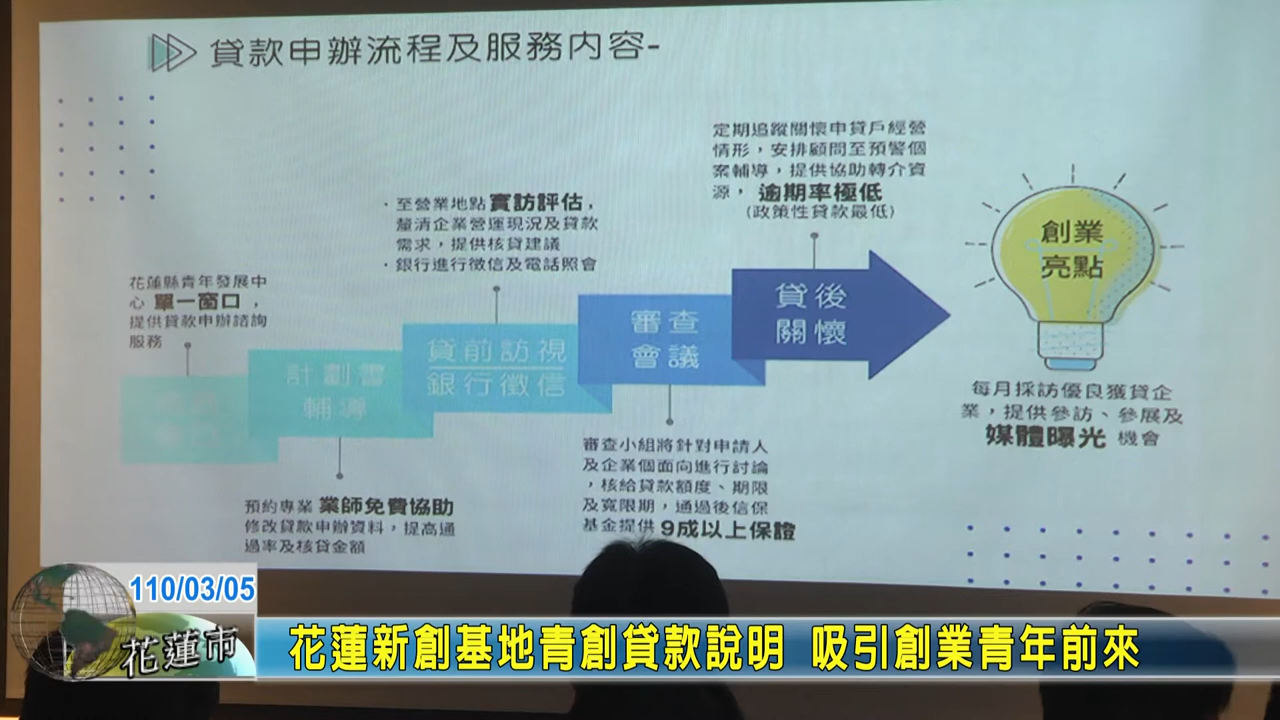 貸款申辦流程及服務內容-
定期追蹤關懷申貸戶經營
情形，安排顧問至預警個
案輔導，提供協助轉介資
源，逾期率極低
(政策性貸款最低)
·至營業地點 實訪評估，
釐清企業營運現況及貸款
需求，提供核貸建議
·銀行進行徵信及電話照會
花蓮縣青年發展中
心 單一窗口，
提供貸款申辦諮詢
服務
計劃書
輔導
貸前訪視
銀行徵信
審查
會議
貸後
關懷
創業
亮點
每月採訪優良獲貸企
業，提供參訪、參展及
媒體曝光 機會
預約專業 業師免費協助
修改貸款申辦資料，提高通
過率及核貸金額
審查小組將針對申請人
及企業個面向進行討論
，核給貸款額度、期限
及寬限期，通過後信保
基金提供 9成以上保證
110/03/05
花蓮市
花蓮新創基地青創貸款說明 吸引創業青年前來